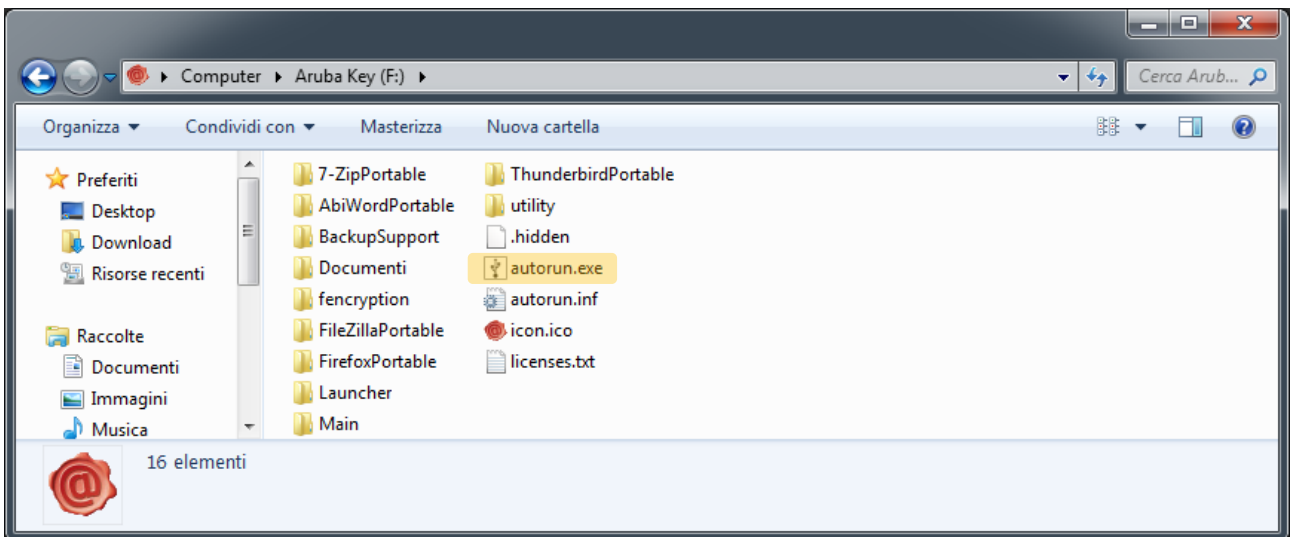 Computer ▸ Aruba Key (F:) ▸
Cerca Arub...
Organizza Condividi con Masterizza Nuova cartella
Preferiti
Desktop
Download
Risorse recenti
Raccolte
Documenti
Immagini
Musica
7-ZipPortable
AbiWordPortable
BackupSupport
Documenti
fencryption
FileZillaPortable
FirefoxPortable
Launcher
Main
ThunderbirdPortable
utility
.hidden
autorun.exe
autorun.inf
icon.ico
licenses.txt
16 elementi